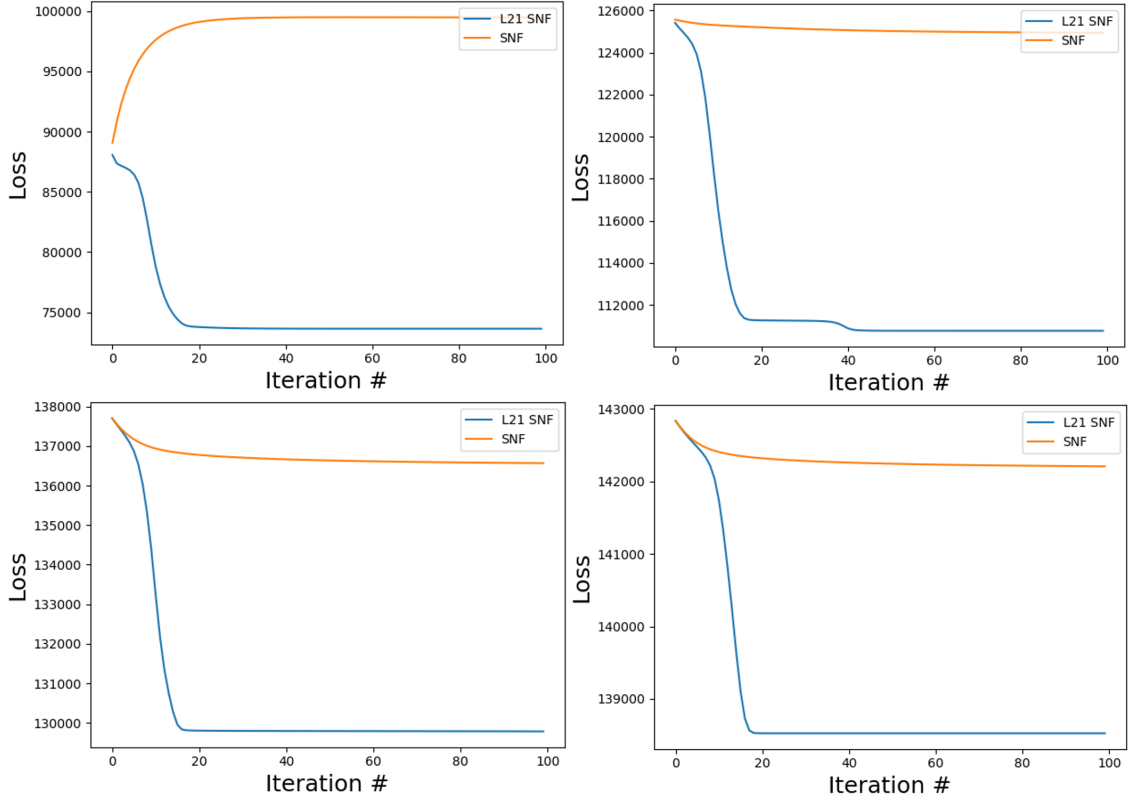 100000
95000
90000
85000
80000
75000
Loss
0 20 40 60 80 100
Iteration #
L21 SNF
SNF
126000
124000
122000
120000
118000
116000
114000
112000
Loss
0 20 40 60 80 100
Iteration #
L21 SNF
SNF
138000
137000
136000
135000
134000
133000
132000
131000
130000
Loss
0 20 40 60 80 100
Iteration #
L21 SNF
SNF
143000
142000
141000
140000
139000
Loss
0 20 40 60 80 100
Iteration #
L21 SNF
SNF